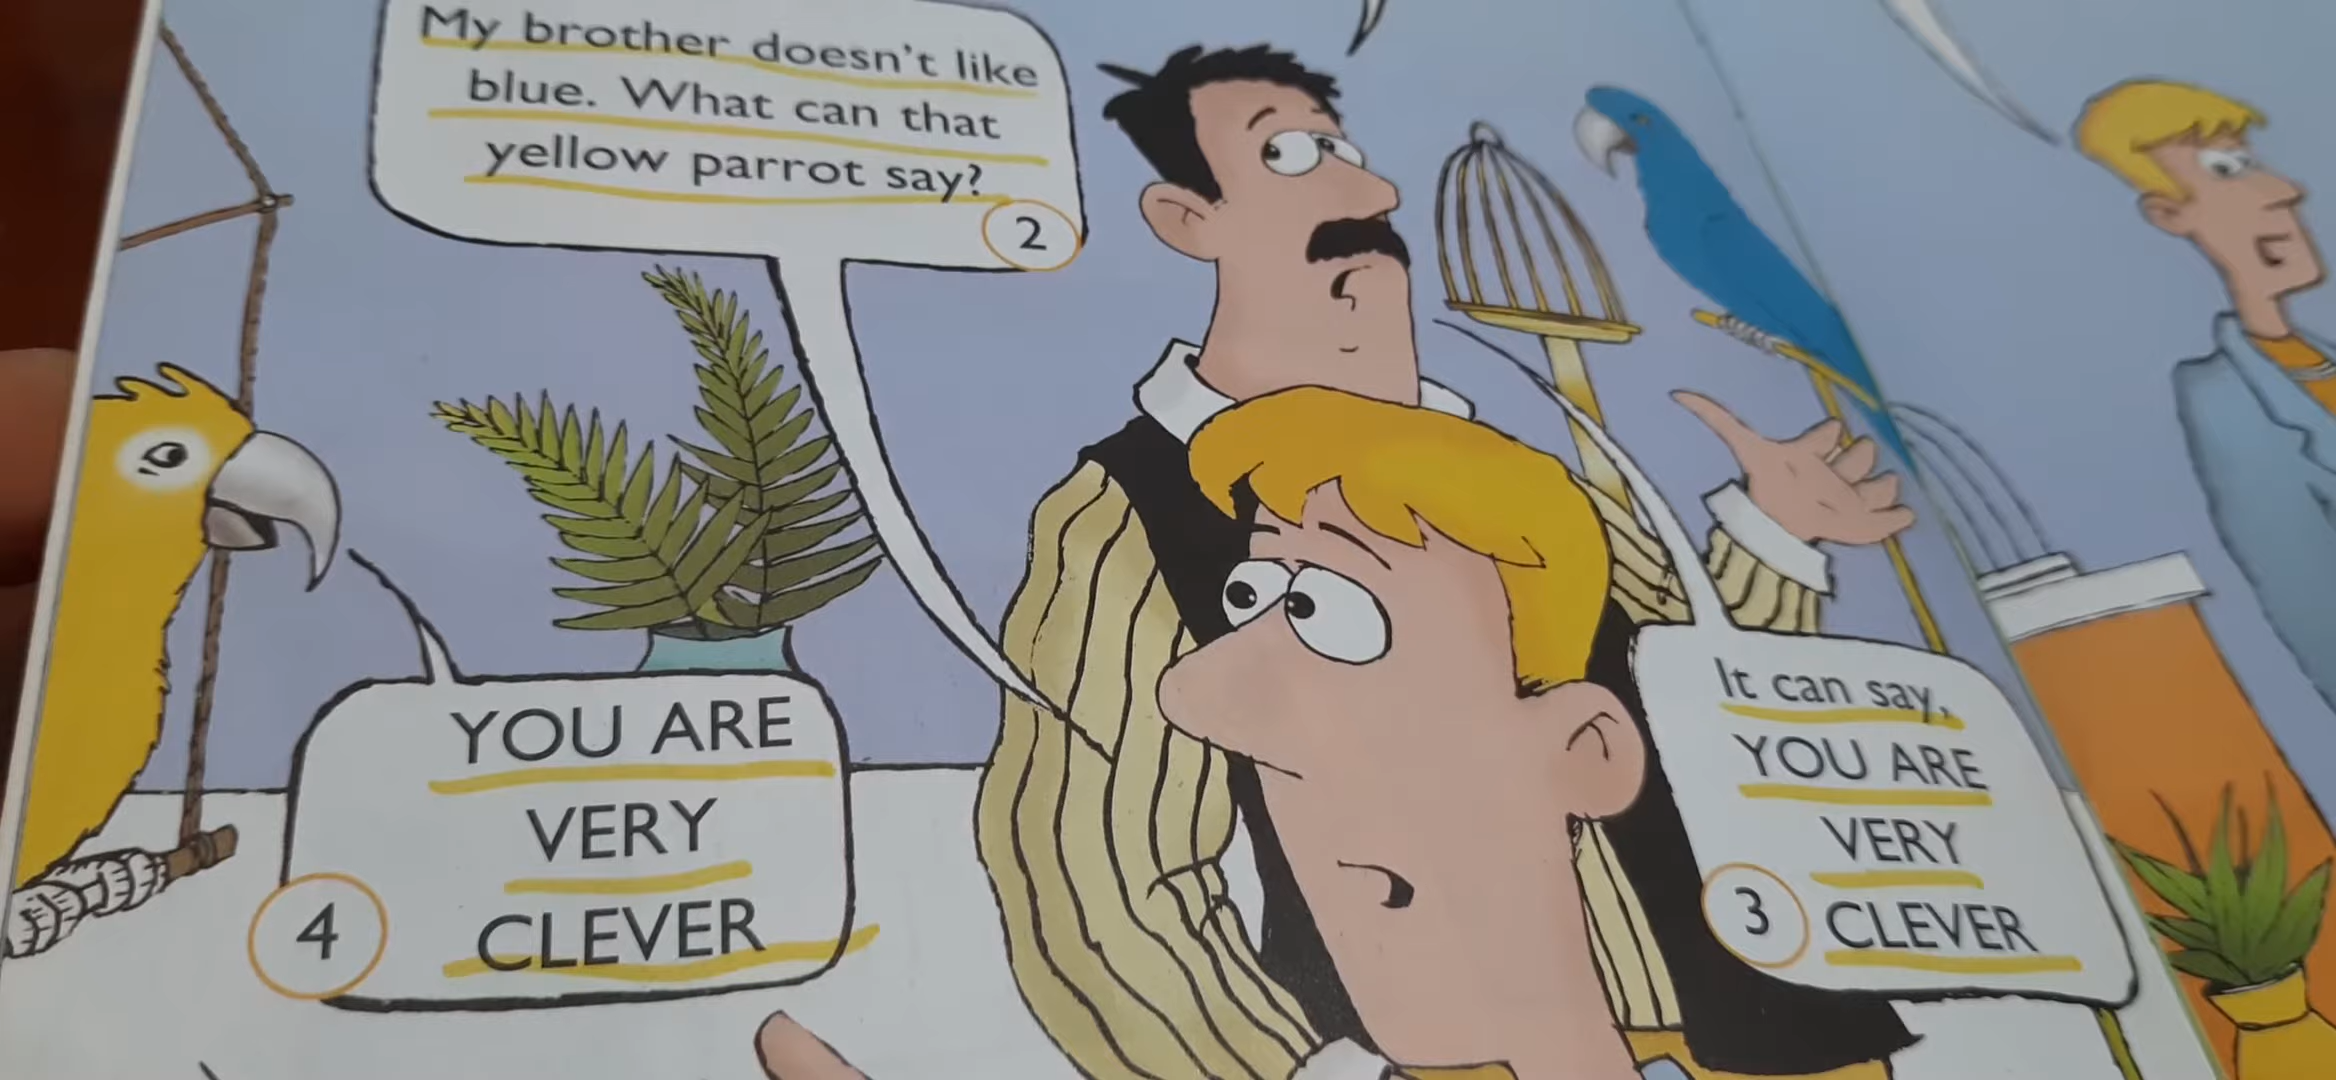 My brother doesn't like
blue. What can that
yellow parrot say?
2
It can say,
YOU ARE
VERY
CLEVER
3
YOU ARE
VERY
CLEVER
4